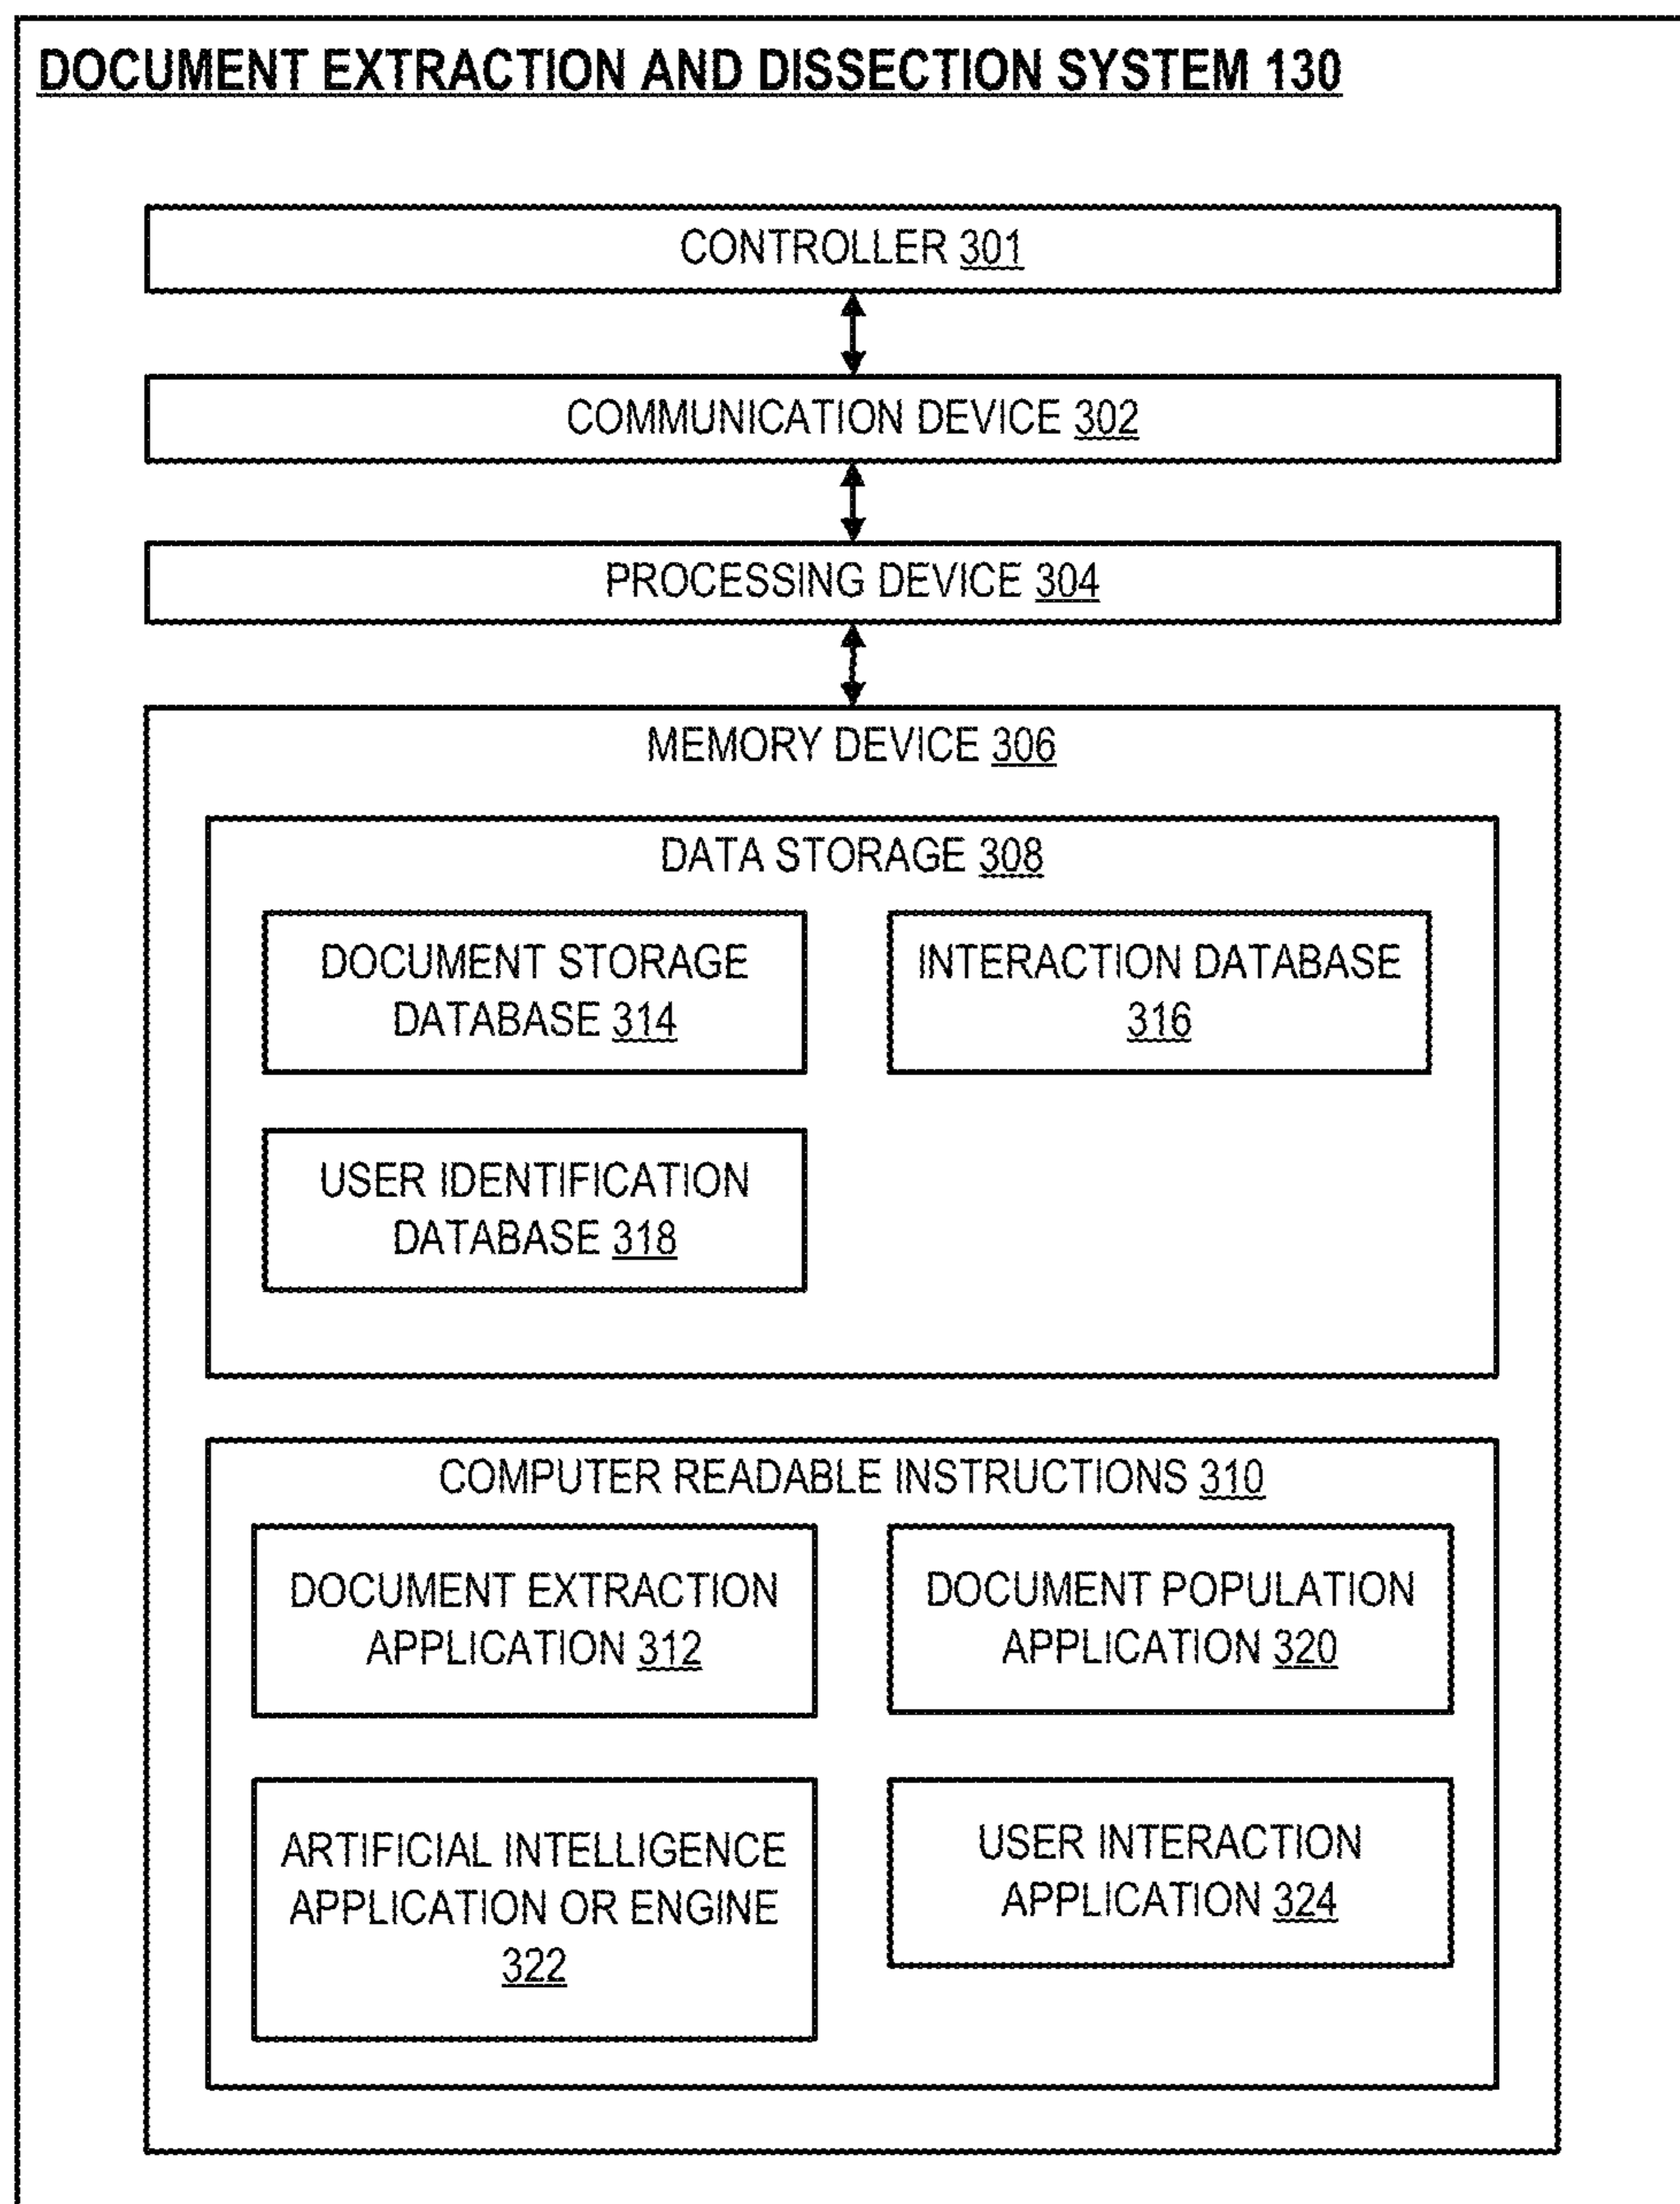 DOCUMENT EXTRACTION AND DISSECTION SYSTEM 130
CONTROLLER 301
COMMUNICATION DEVICE 302
PROCESSING DEVICE 304
MEMORY DEVICE 306
DATA STORAGE 308
DOCUMENT STORAGE
DATABASE 314
INTERACTION DATABASE
316
USER IDENTIFICATION
DATABASE 318
COMPUTER READABLE INSTRUCTIONS 310
DOCUMENT EXTRACTION
APPLICATION 312
DOCUMENT POPULATION
APPLICATION 320
ARTIFICIAL INTELLIGENCE
APPLICATION OR ENGINE
322
USER INTERACTION
APPLICATION 324